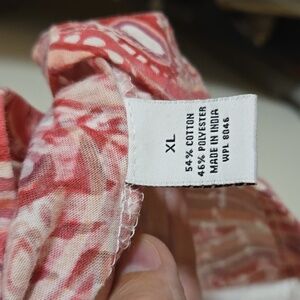 XL
54% COTTON
46% POLYESTER
MADE IN INDIA
WPL 8046